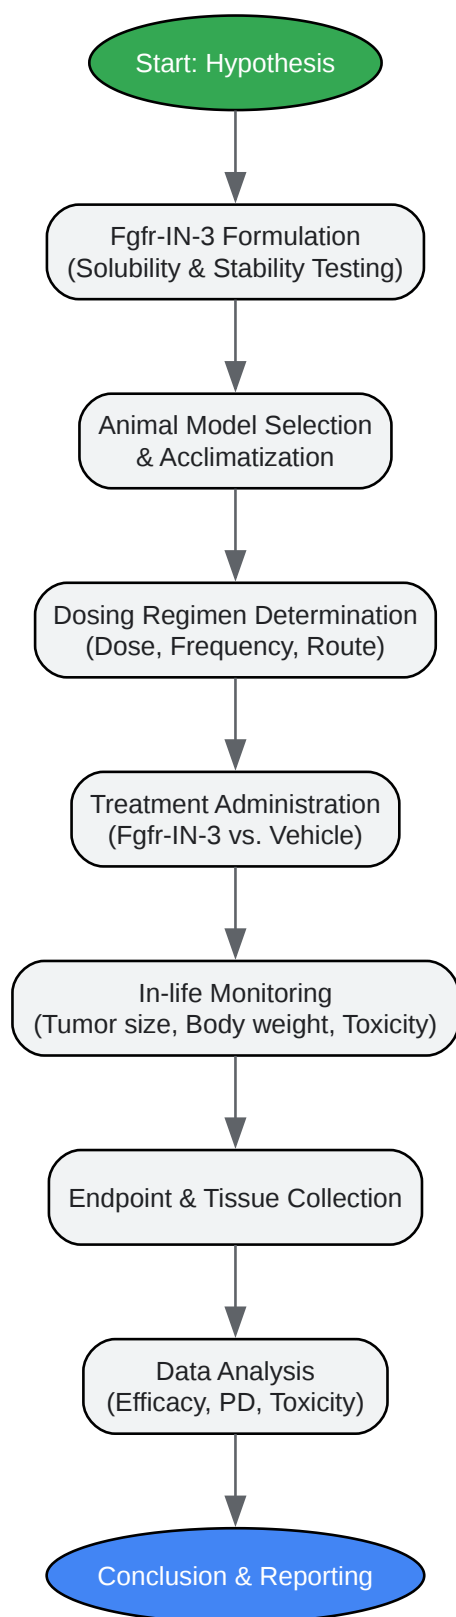 Start: Hypothesis
Fgfr-IN-3 Formulation
(Solubility & Stability Testing)
Animal Model Selection
& Acclimatization
Dosing Regimen Determination
(Dose, Frequency, Route)
Treatment Administration
(Fgfr-IN-3 vs. Vehicle)
In-life Monitoring
(Tumor size, Body weight, Toxicity)
Endpoint & Tissue Collection
Data Analysis
(Efficacy, PD, Toxicity)
Conclusion & Reporting